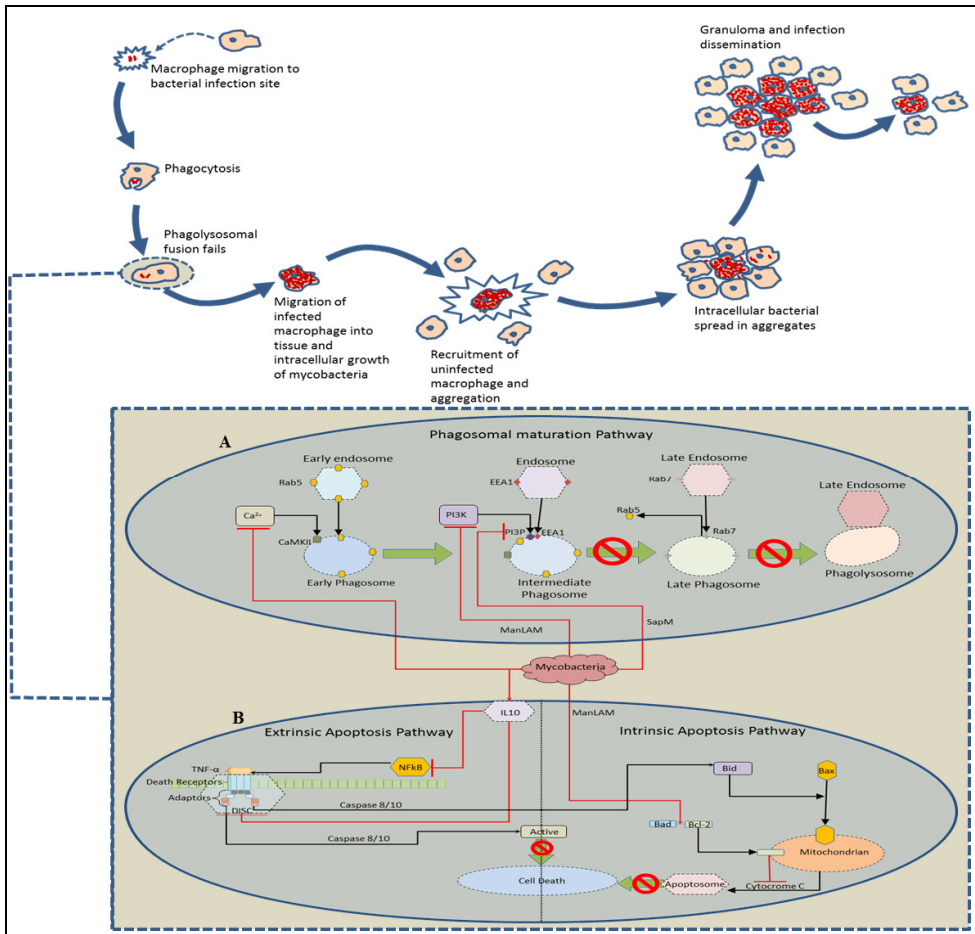 Granuloma and infection
dissemination
Macrophage migration to
bacterial infection site
Phagocytosis
Phagolysosomal
fusion fails
Migration of
infected
macrophage into
tissue and
intracellular growth
of mycobacteria
Recruitment of
uninfected
macrophage and
aggregation
Intracellular bacterial
spread in aggregates
A
Phagosomal maturation Pathway
Early endosome
Rab5
Ca²⁺
CaMKII
Early Phagosome
Endosome
EEA1
PI3K
PI3P
EEA1
Intermediate
Phagosome
Late Endosome
Rab7
Rab5
Rab7
Late Phagosome
Late Endosome
Phagolysosome
ManLAM
SapM
Mycobacteria
B
IL10
ManLAM
Extrinsic Apoptosis Pathway
Intrinsic Apoptosis Pathway
TNF-α
NFkB
Death Receptors
Adaptors
DISC
Caspase 8/10
Caspase 8/10
Active
Cell Death
Bid
Bax
Bad
Bcl-2
Mitochondrian
Cytocrome C
Apoptosome